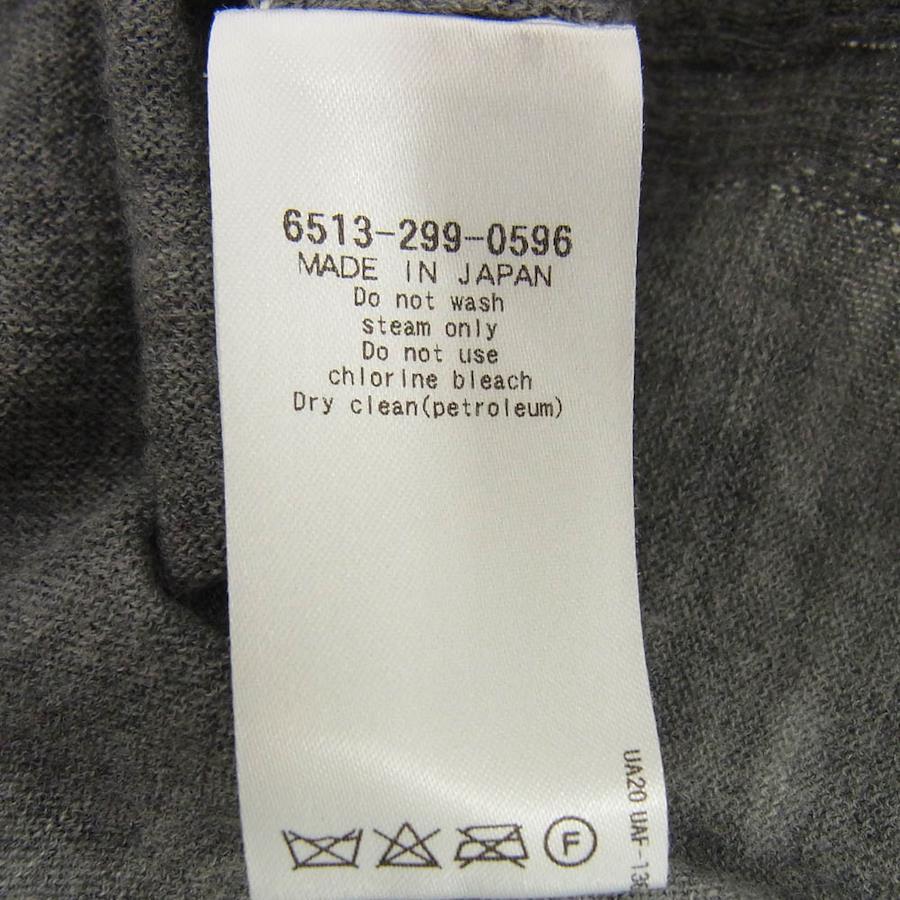 6513-299-0596
MADE IN JAPAN
Do not wash
steam only
Do not use
chlorine bleach
Dry clean(petroleum)
F
UA20 UAF-